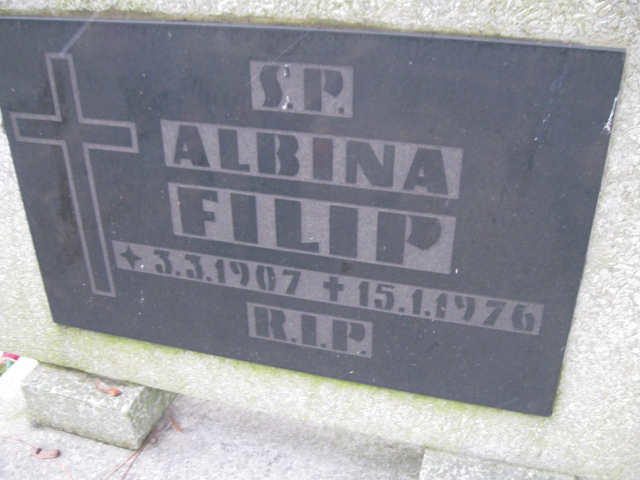 S.P.
ALBINA
FILIP
✦ 3.3.1907 ✝ 15.1.1976
R.I.P.